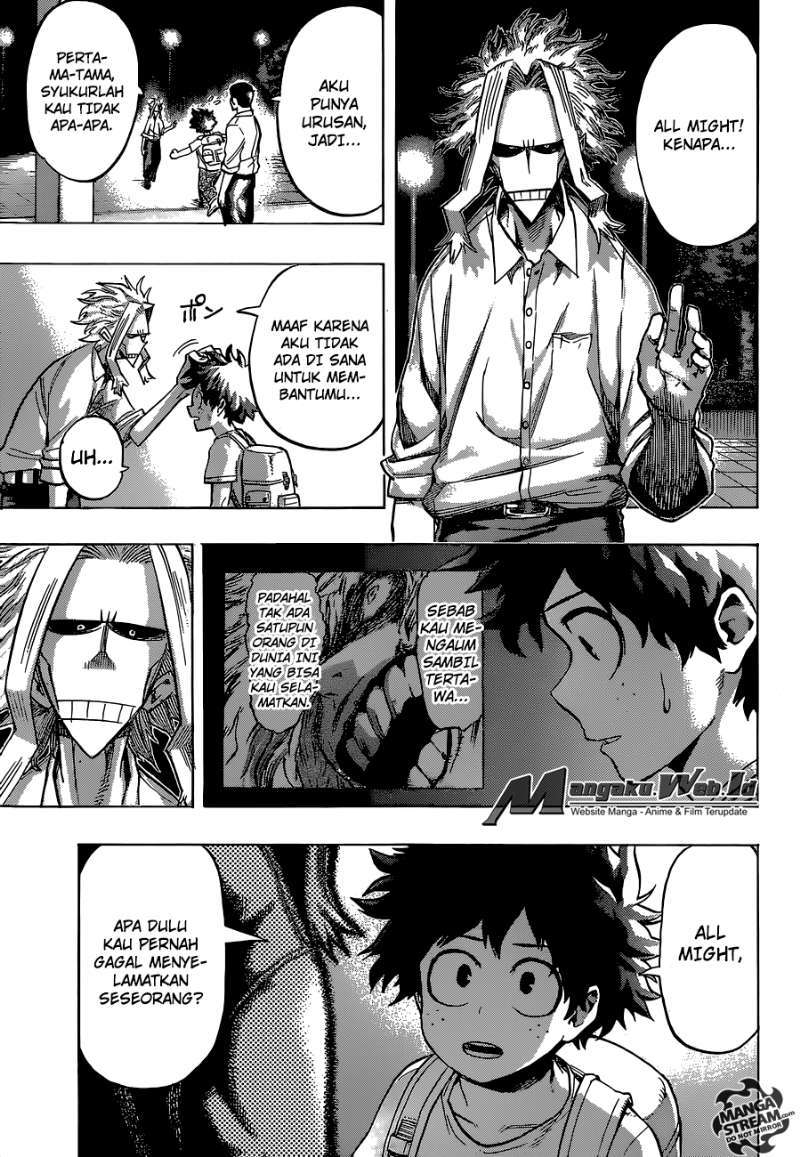 ALL MIGHT!
KENAPA...
AKU
PUNYA
URUSAN,
JADI...
PERTA-
MA-TAMA,
SYUKURLAH
KAU TIDAK
APA-APA.
MAAF KARENA
AKU TIDAK
ADA DI SANA
UNTUK MEM-
BANTUMU...
ポン
UH...
SEBAB
KAU ME-
NGAUM
SAMBIL
TERTA-
WA...
PADAHAL
TAK ADA
SATUPUN
ORANG DI
DUNIA INI
YANG BISA
KAU SELA-
MATKAN.
Mangaku.Web.Id
Website Manga - Anime & Film Terupdate
ALL
MIGHT,
APA DULU
KAU PERNAH
GAGAL MENYE-
LAMATKAN
SESEORANG?
MANGA
STREAM.com
DO NOT MIRROR